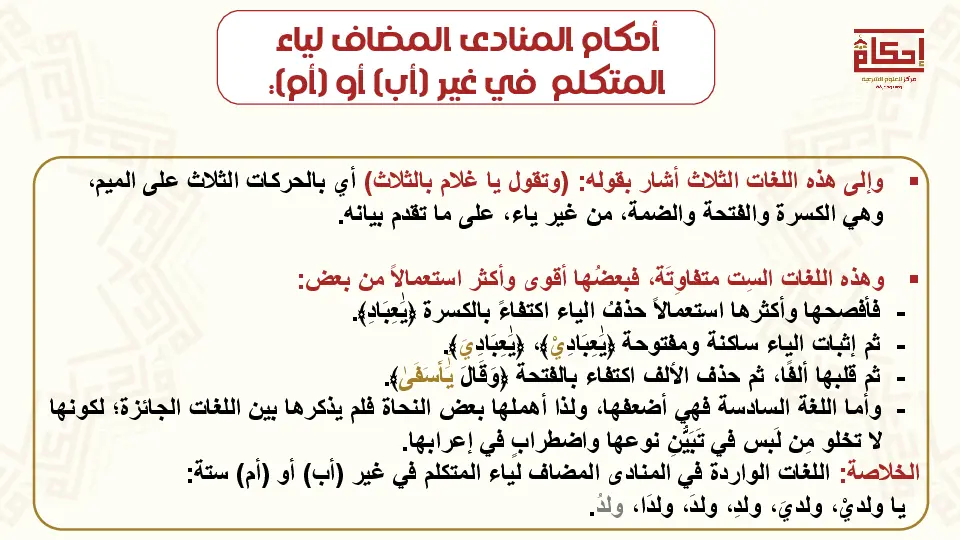 أحكام المنادى المضاف لياء
المتكلم في غير (أب) أو (أم):
إحكام
مركز للعلوم الشرعية
▪ وإلى هذه اللغات الثلاث أشار بقوله: (وتقول يا غلام بالثلاث) أي بالحركات الثلاث على الميم،
وهي الكسرة والفتحة والضمة، من غير ياء، على ما تقدم بيانه.
▪ وهذه اللغات السِت متفاوِتَة، فبعضُها أقوى وأكثر استعمالاً من بعض:
- فأفصحها وأكثرها استعمالاً حذفُ الياء اكتفاءً بالكسرة ﴿يَٰعِبَادِ﴾.
- ثم إثبات الياء ساكنة ومفتوحة ﴿يَٰعِبَادِيْ﴾، ﴿يَٰعِبَادِيَ﴾.
- ثم قلبها ألفًا، ثم حذف الألف اكتفاء بالفتحة ﴿وَقَالَ يَٰأَسَفَىٰ﴾.
- وأما اللغة السادسة فهي أضعفها، ولذا أهملها بعض النحاة فلم يذكرها بين اللغات الجائزة؛ لكونها
لا تخلو مِن لَبس في تَبَيُّنِ نوعها واضطرابٍ في إعرابها.
الخلاصة: اللغات الواردة في المنادى المضاف لياء المتكلم في غير (أب) أو (أم) ستة:
يا ولديْ، ولديَ، ولدِ، ولدَ، ولدَا، ولدُ.